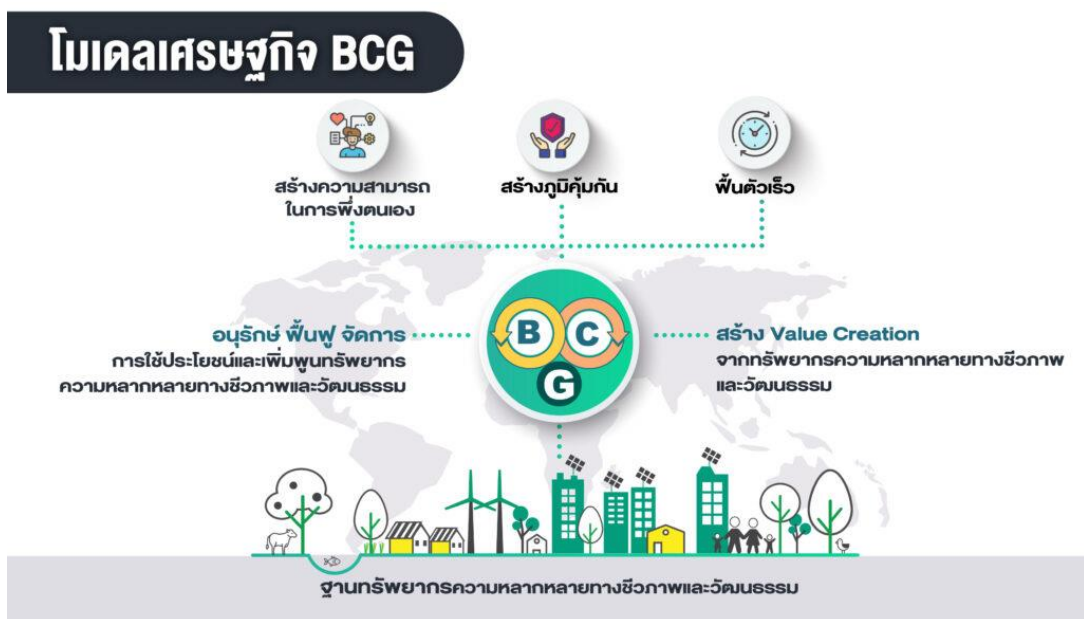 โมเดลเศรษฐกิจ BCG
สร้างความสามารถ
ในการพึ่งตนเอง
สร้างภูมิคุ้มกัน
ฟื้นตัวเร็ว
อนุรักษ์ ฟื้นฟู จัดการ
การใช้ประโยชน์และเพิ่มพูนทรัพยากร
ความหลากหลายทางชีวภาพและวัฒนธรรม
B C
G
สร้าง Value Creation
จากทรัพยากรความหลากหลายทางชีวภาพ
และวัฒนธรรม
ฐานทรัพยากรความหลากหลายทางชีวภาพและวัฒนธรรม